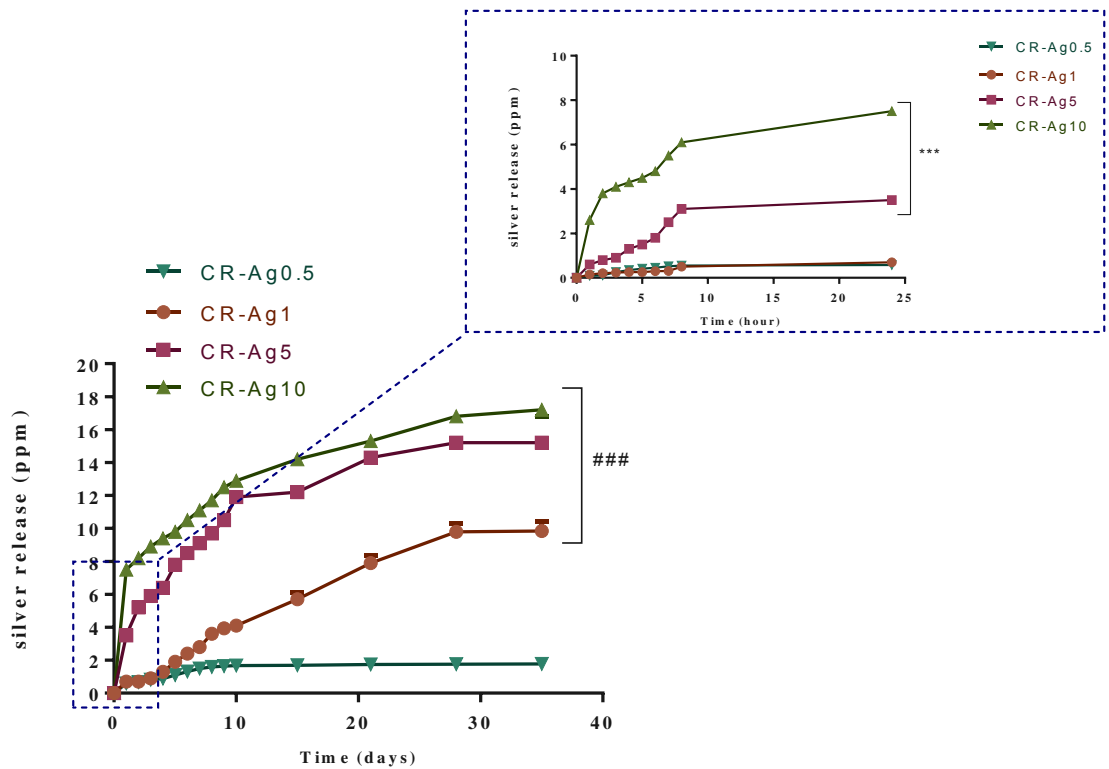 CR-Ag0.5
CR-Ag1
CR-Ag5
CR-Ag10
10
8
6
4
2
0
silver release (ppm)
0 5 10 15 20 25
Time (hour)
***
CR-Ag0.5
CR-Ag1
CR-Ag5
CR-Ag10
20
18
16
14
12
10
8
6
4
2
0
silver release (ppm)
0 10 20 30 40
Time (days)
###